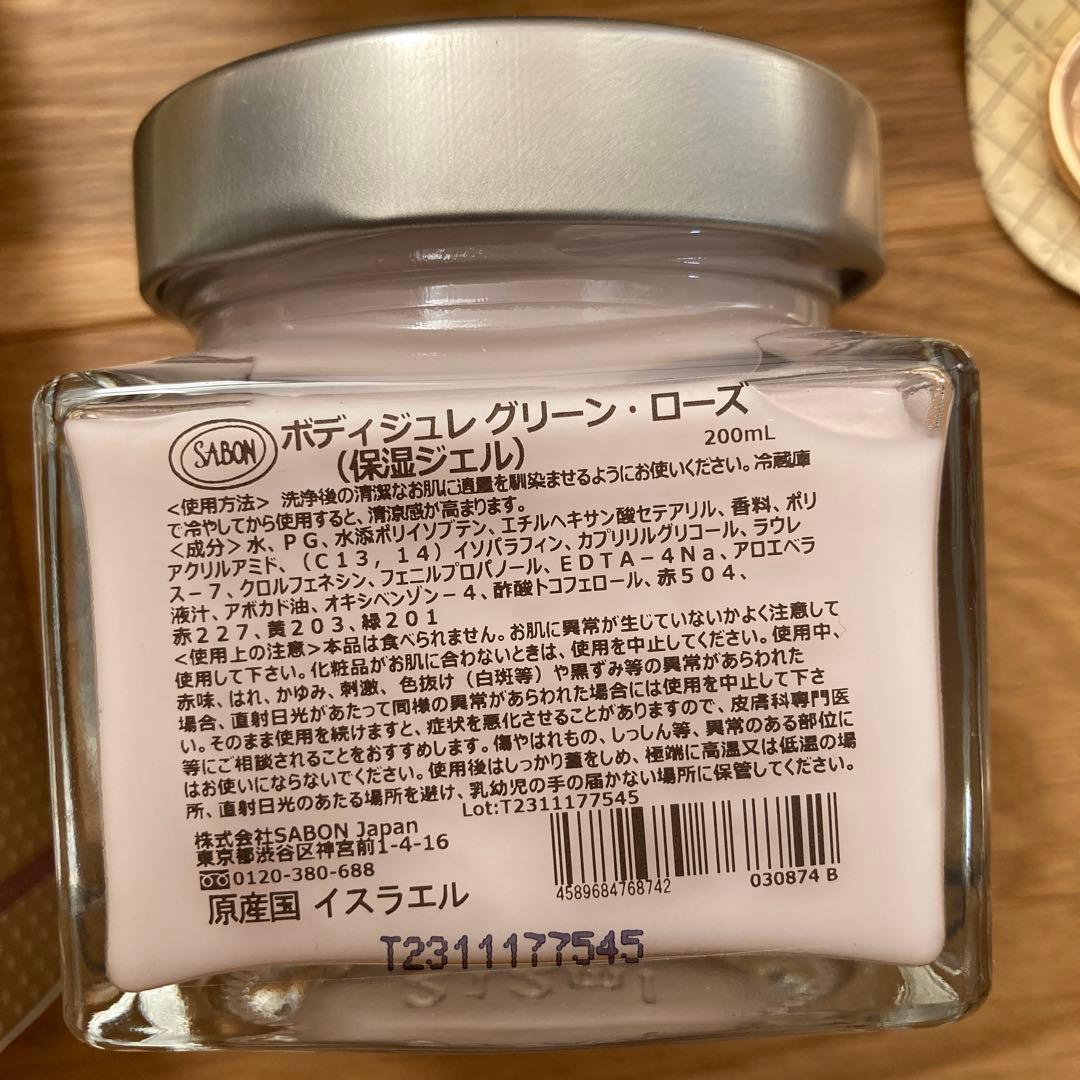 SABON
ボディジュレ グリーン・ローズ
(保湿ジェル)
200mL
<使用方法> 洗浄後の清潔なお肌に適量を馴染ませるようにお使いください。冷蔵庫
で冷やしてから使用すると、清涼感が高まります。
<成分> 水、PG、水添ポリイソブテン、エチルヘキサン酸セテアリル、香料、ポリ
アクリルアミド、(C13，14)イソパラフィン、カプリリルグリコール、ラウレ
ス－7、クロルフェネシン、フェニルプロパノール、EDTA－4Na、アロエベラ
液汁、アボカド油、オキシベンゾン－4、酢酸トコフェロール、赤504、
赤227、黄203、緑201
<使用上の注意>本品は食べられません。お肌に異常が生じていないかよく注意して
使用して下さい。化粧品がお肌に合わないときは、使用を中止してください。使用中、
赤味、はれ、かゆみ、刺激、色抜け（白斑等）や黒ずみ等の異常があらわれた
場合、直射日光があたって同様の異常があらわれた場合には使用を中止して下さ
い。そのまま使用を続けますと、症状を悪化させることがありますので、皮膚科専門医
等にご相談されることをおすすめします。傷やはれもの、しっしん等、異常のある部位に
はお使いにならないでください。使用後はしっかり蓋をしめ、極端に高温又は低温の場
所、直射日光のあたる場所を避け、乳幼児の手の届かない場所に保管してください。
Lot:T2311177545
株式会社SABON Japan
東京都渋谷区神宮前1-4-16
0120-380-688
原産国 イスラエル
4589684768742
030874 B
T2311177545